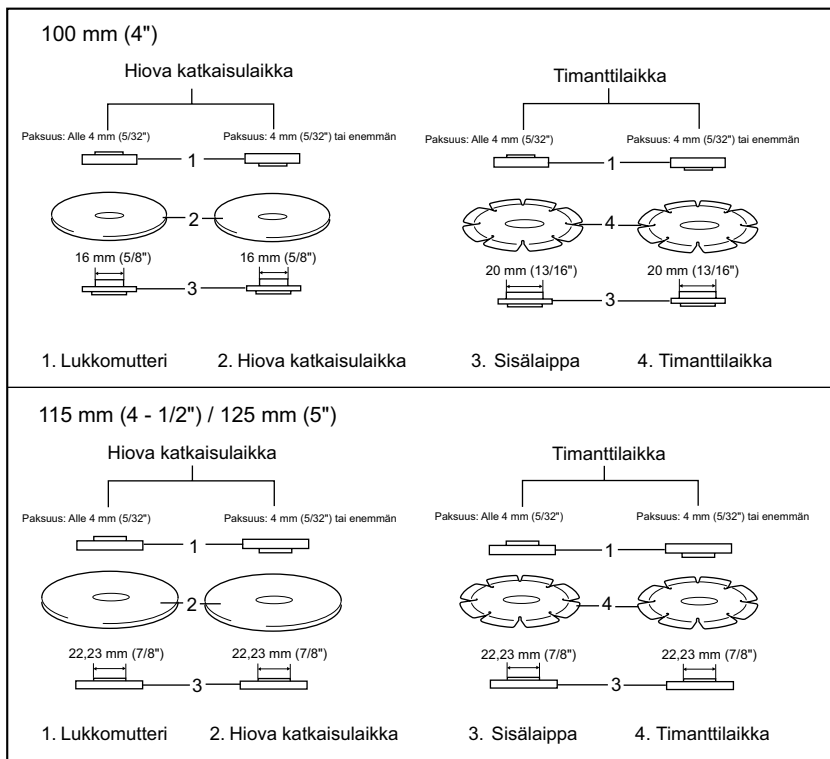 100 mm (4")
Hiova katkaisulaikka
Timanttilaikka
Paksuus: Alle 4 mm (5/32")
Paksuus: 4 mm (5/32") tai enemmän
Paksuus: Alle 4 mm (5/32")
Paksuus: 4 mm (5/32") tai enemmän
1
1
2
4
16 mm (5/8")
16 mm (5/8")
20 mm (13/16")
20 mm (13/16")
3
3
1. Lukkomutteri
2. Hiova katkaisulaikka
3. Sisälaippa
4. Timanttilaikka
115 mm (4 - 1/2") / 125 mm (5")
Hiova katkaisulaikka
Timanttilaikka
Paksuus: Alle 4 mm (5/32")
Paksuus: 4 mm (5/32") tai enemmän
Paksuus: Alle 4 mm (5/32")
Paksuus: 4 mm (5/32") tai enemmän
1
1
2
4
22,23 mm (7/8")
22,23 mm (7/8")
22,23 mm (7/8")
22,23 mm (7/8")
3
3
1. Lukkomutteri
2. Hiova katkaisulaikka
3. Sisälaippa
4. Timanttilaikka